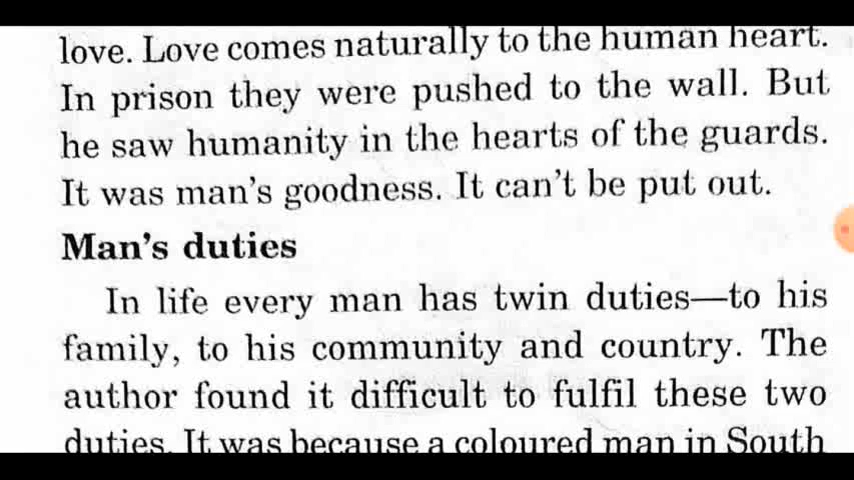 love. Love comes naturally to the human heart.
In prison they were pushed to the wall. But
he saw humanity in the hearts of the guards.
It was man's goodness. It can't be put out.
Man's duties
In life every man has twin duties—to his
family, to his community and country. The
author found it difficult to fulfil these two
duties. It was because a coloured man in South